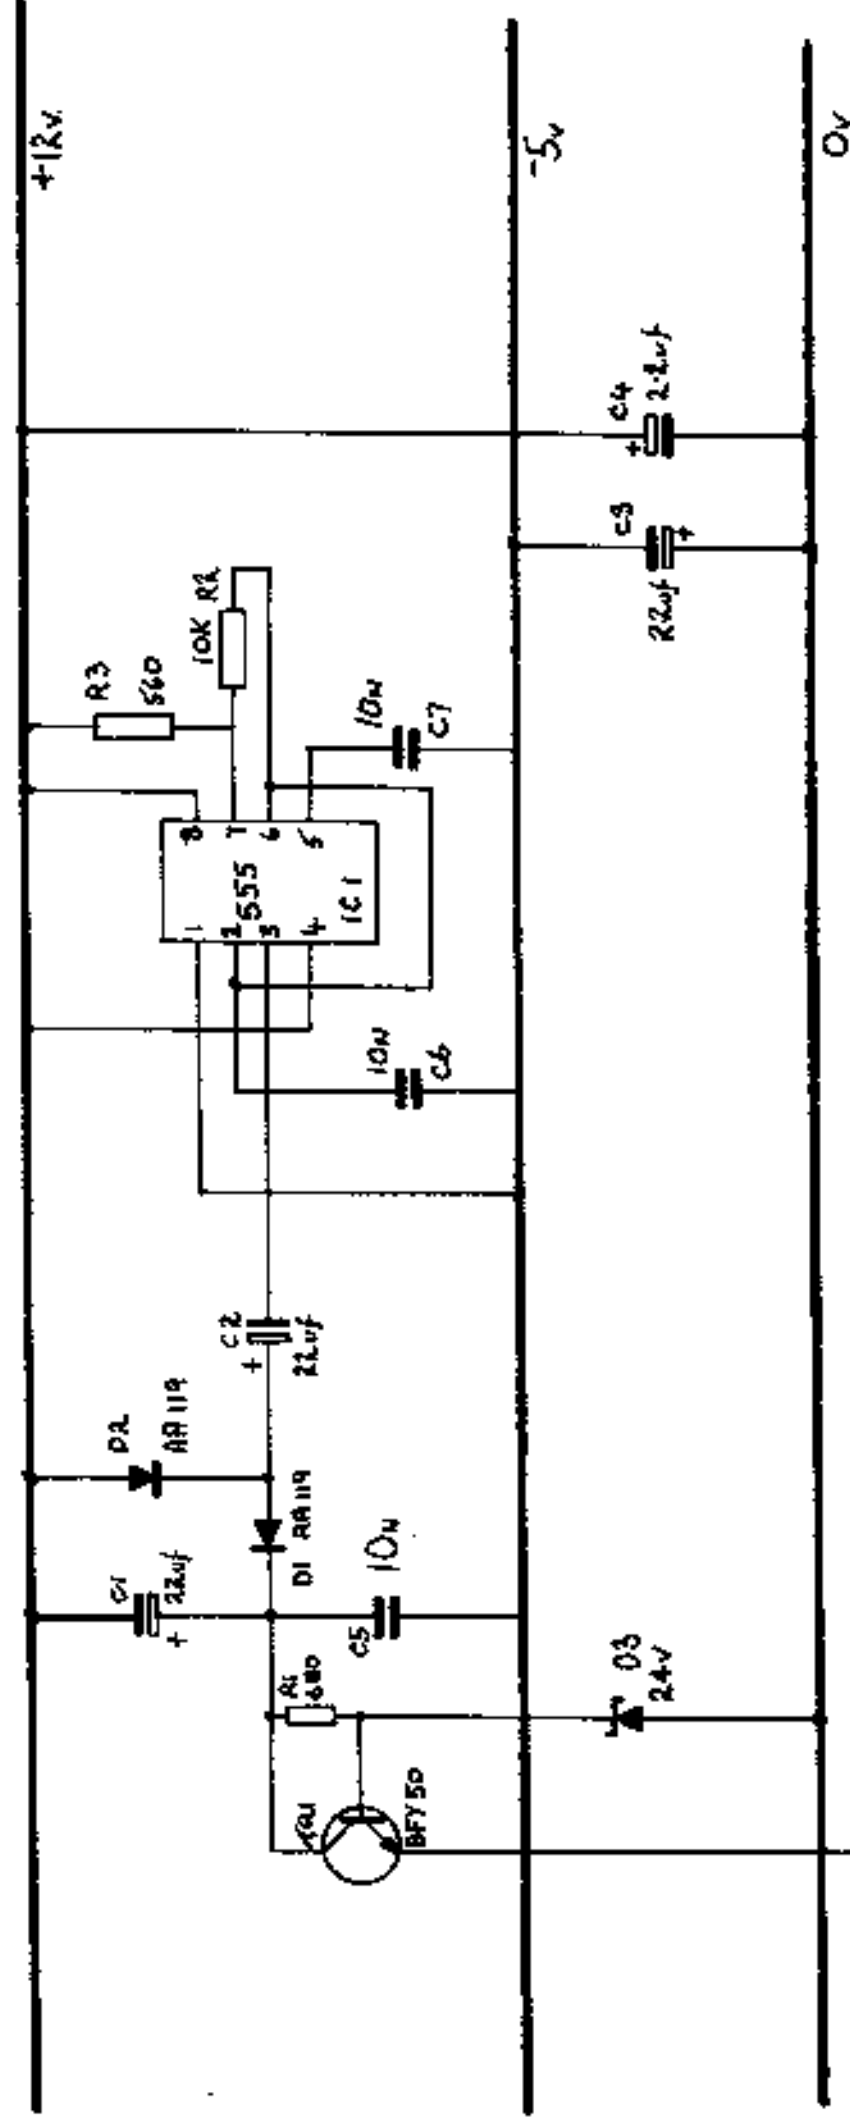 +12v.
-5v
0v
C4
2·2uf
C3
22uf
R3
560
10K R2
10N
C7
8
7
6
5
555
IC1
1
2
3
4
10N
C6
C2
+
22uf
D2
AA119
D1 AA119
C1
22uf
+
10N
C5
R1
680
D3
24V
TR1
BFY50
+
+